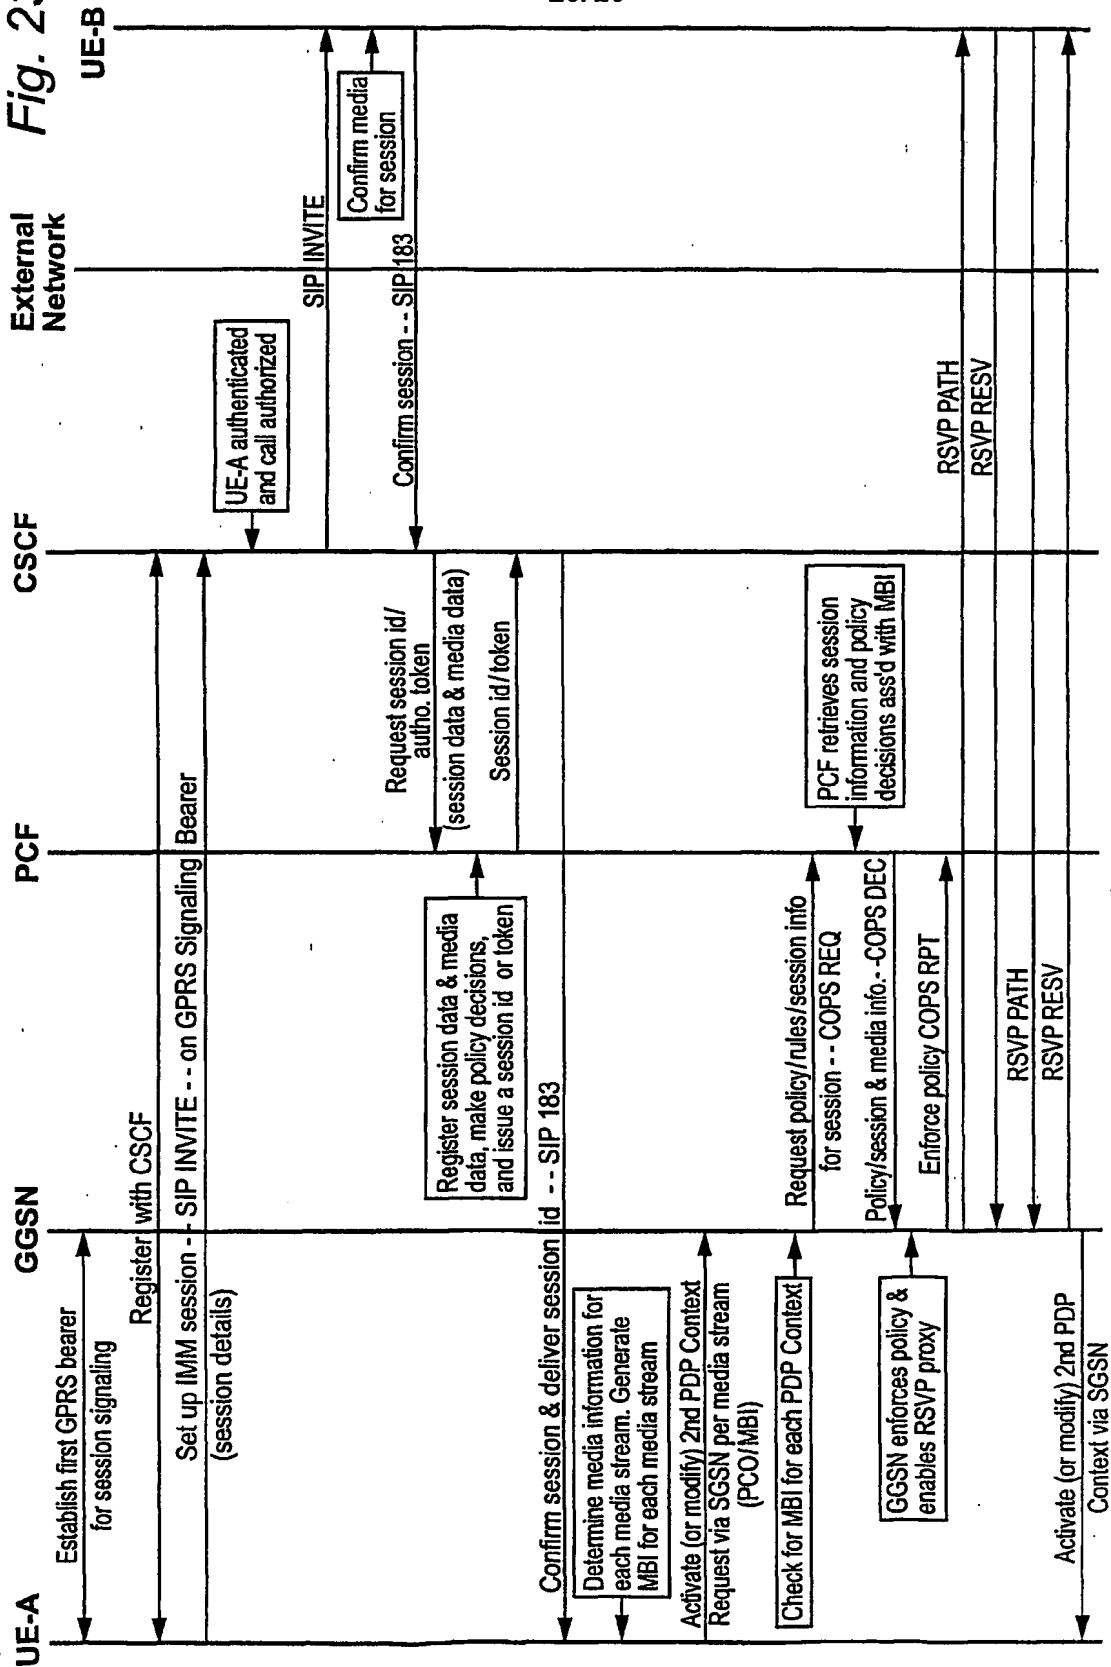 Fig. 23
UE-A
GGSN
PCF
CSCF
External
Network
UE-B
Establish first GPRS bearer
for session signaling
Register with CSCF
Set up IMM session - - SIP INVITE - - on GPRS Signaling Bearer
(session details)
UE-A authenticated
and call authorized
SIP INVITE
Confirm media
for session
Confirm session - - SIP 183
Request session id/
autho. token
(session data & media data)
Register session data & media
data, make policy decisions,
and issue a session id or token
Session id/token
Confirm session & deliver session id - - SIP 183
Determine media information for
each media stream. Generate
MBI for each media stream
Activate (or modify) 2nd PDP Context
Request via SGSN per media stream
(PCO/MBI)
Check for MBI for each PDP Context
Request policy/rules/session info
for session - - COPS REQ
PCF retrieves session
information and policy
decisions ass'd with MBI
Policy/session & media info. - -COPS DEC
GGSN enforces policy &
enables RSVP proxy
Enforce policy COPS RPT
RSVP PATH
RSVP RESV
RSVP PATH
RSVP RESV
Activate (or modify) 2nd PDP
Context via SGSN